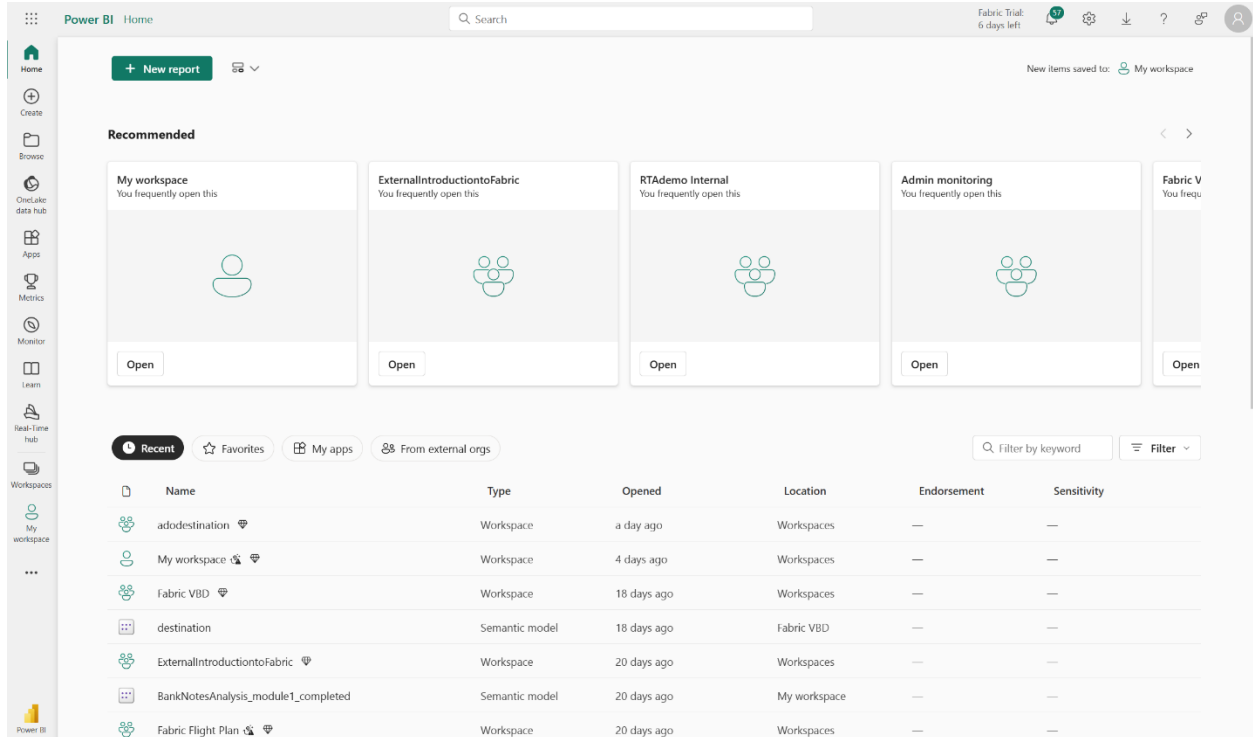 Power BI Home
Search
Fabric Trial:
6 days left
57
Home
Create
Browse
OneLake
data hub
Apps
Metrics
Monitor
Learn
Real-Time
hub
Workspaces
My
workspace
Power BI
+ New report
New items saved to: My workspace
Recommended
My workspace
You frequently open this
Open
ExternalIntroductiontoFabric
You frequently open this
Open
RTAdemo Internal
You frequently open this
Open
Admin monitoring
You frequently open this
Open
Fabric V
You frequ
Open
Recent Favorites My apps From external orgs
Filter by keyword Filter
Name Type Opened Location Endorsement Sensitivity
adodestination Workspace a day ago Workspaces — —
My workspace Workspace 4 days ago Workspaces — —
Fabric VBD Workspace 18 days ago Workspaces — —
destination Semantic model 18 days ago Fabric VBD — —
ExternalIntroductiontoFabric Workspace 20 days ago Workspaces — —
BankNotesAnalysis_module1_completed Semantic model 20 days ago My workspace — —
Fabric Flight Plan Workspace 20 days ago Workspaces — —